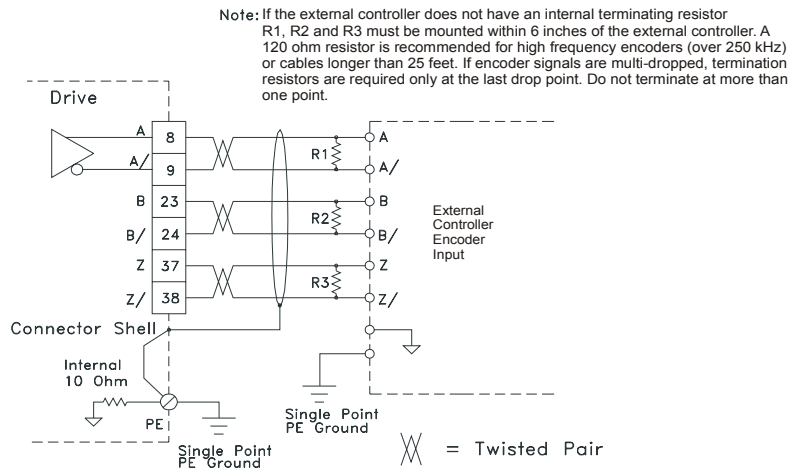 Note: If the external controller does not have an internal terminating resistor
R1, R2 and R3 must be mounted within 6 inches of the external controller. A
120 ohm resistor is recommended for high frequency encoders (over 250 kHz)
or cables longer than 25 feet. If encoder signals are multi-dropped, termination
resistors are required only at the last drop point. Do not terminate at more than
one point.
Drive
A 8 A
R1
A/ 9 A/
B 23 B
R2
B/ 24 B/
External
Controller
Encoder
Input
Z 37 Z
R3
Z/ 38 Z/
Connector Shell
Internal
10 Ohm
PE
Single Point
PE Ground
Single Point
PE Ground
= Twisted Pair